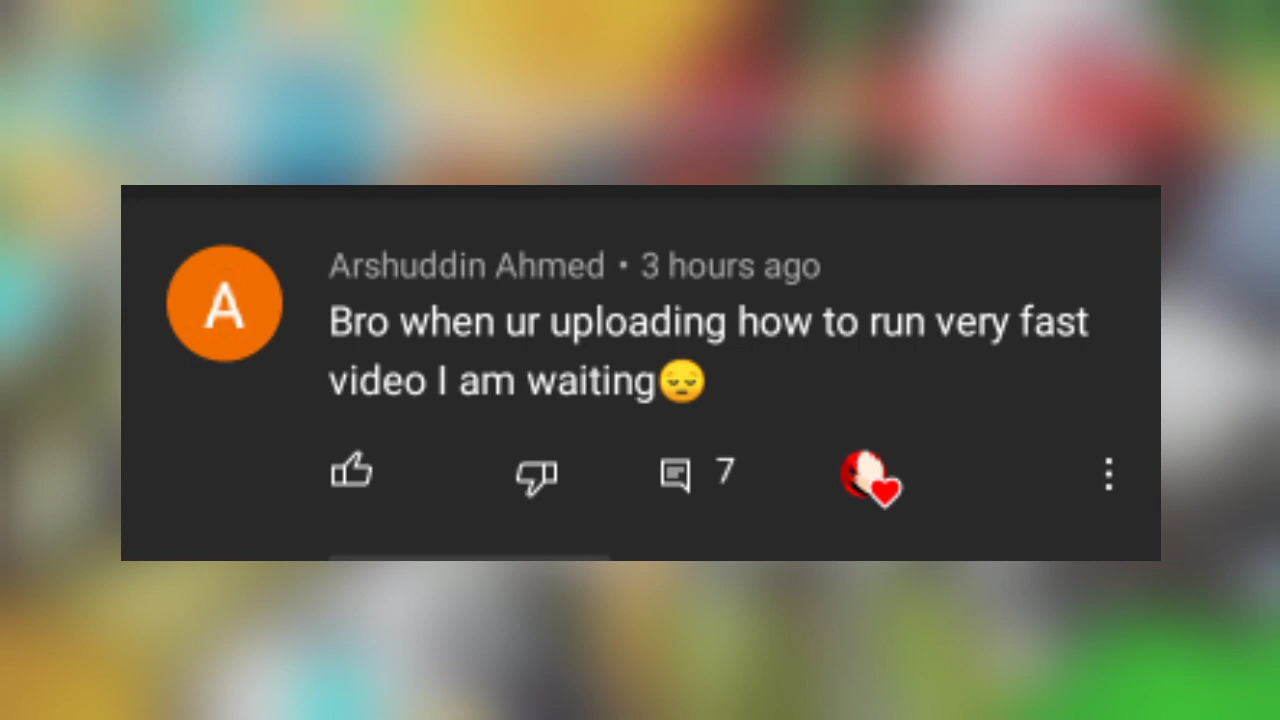 A
Arshuddin Ahmed • 3 hours ago
Bro when ur uploading how to run very fast
video I am waiting😔
7